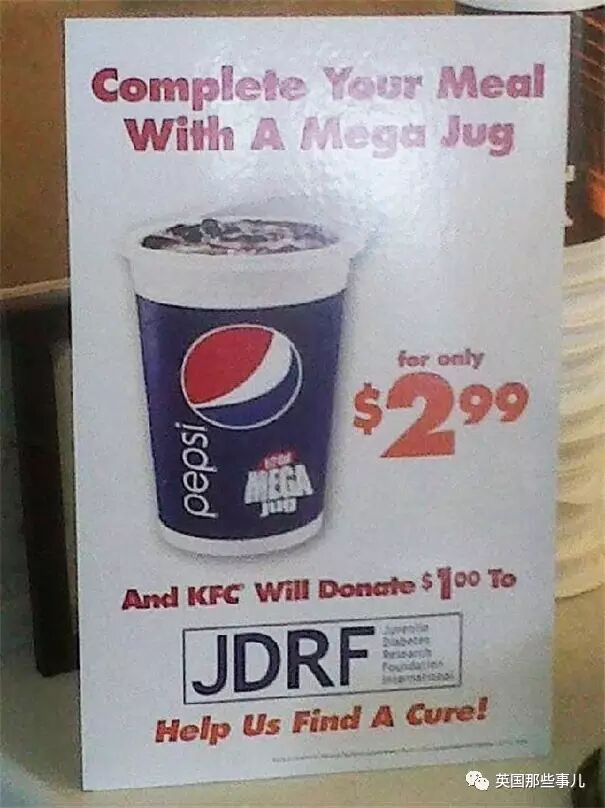 Complete Your Meal
With A Mega Jug
for only
$2.99
pepsi
MEGA
JUG
And KFC® Will Donate $1.00 To
JDRF
Juvenile
Diabetes
Research
Foundation
International
Help Us Find A Cure!
英国那些事儿